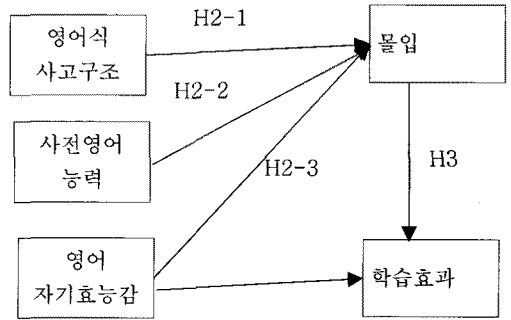 영어식
사고구조
H2-1
몰입
H2-2
사전영어
능력
H2-3
H3
영어
자기효능감
학습효과